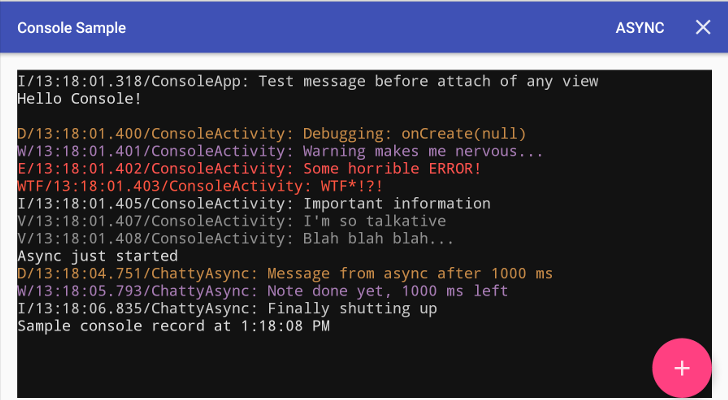 Console Sample
ASYNC
I/13:18:01.318/ConsoleApp: Test message before attach of any view
Hello Console!
D/13:18:01.400/ConsoleActivity: Debugging: onCreate(null)
W/13:18:01.401/ConsoleActivity: Warning makes me nervous...
E/13:18:01.402/ConsoleActivity: Some horrible ERROR!
WTF/13:18:01.403/ConsoleActivity: WTF*!?!
I/13:18:01.405/ConsoleActivity: Important information
V/13:18:01.407/ConsoleActivity: I'm so talkative
V/13:18:01.408/ConsoleActivity: Blah blah blah...
Async just started
D/13:18:04.751/ChattyAsync: Message from async after 1000 ms
W/13:18:05.793/ChattyAsync: Note done yet, 1000 ms left
I/13:18:06.835/ChattyAsync: Finally shutting up
Sample console record at 1:18:08 PM